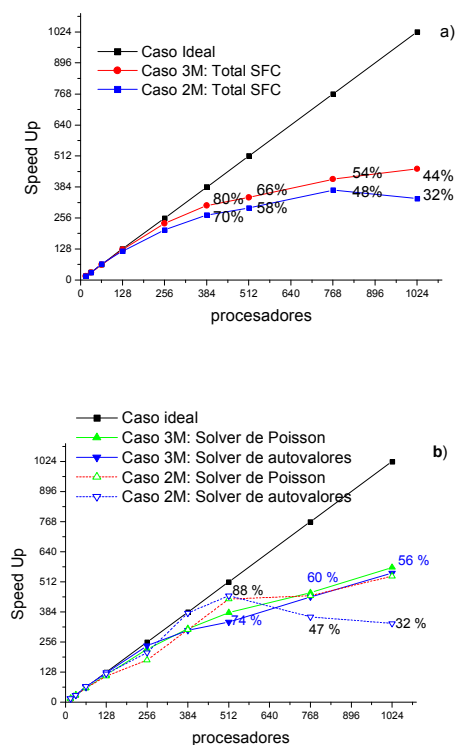 a)
Caso Ideal
Caso 3M: Total SFC
Caso 2M: Total SFC
Speed Up
1024
896
768
640
512
384
256
128
0
80%
66%
54%
44%
70%
58%
48%
32%
0 128 256 384 512 640 768 896 1024
procesadores
b)
Caso ideal
Caso 3M: Solver de Poisson
Caso 3M: Solver de autovalores
Caso 2M: Solver de Poisson
Caso 2M: Solver de autovalores
Speed Up
1024
896
768
640
512
384
256
128
0
88 %
74 %
60 %
56 %
47 %
32 %
0 128 256 384 512 640 768 896 1024
procesadores